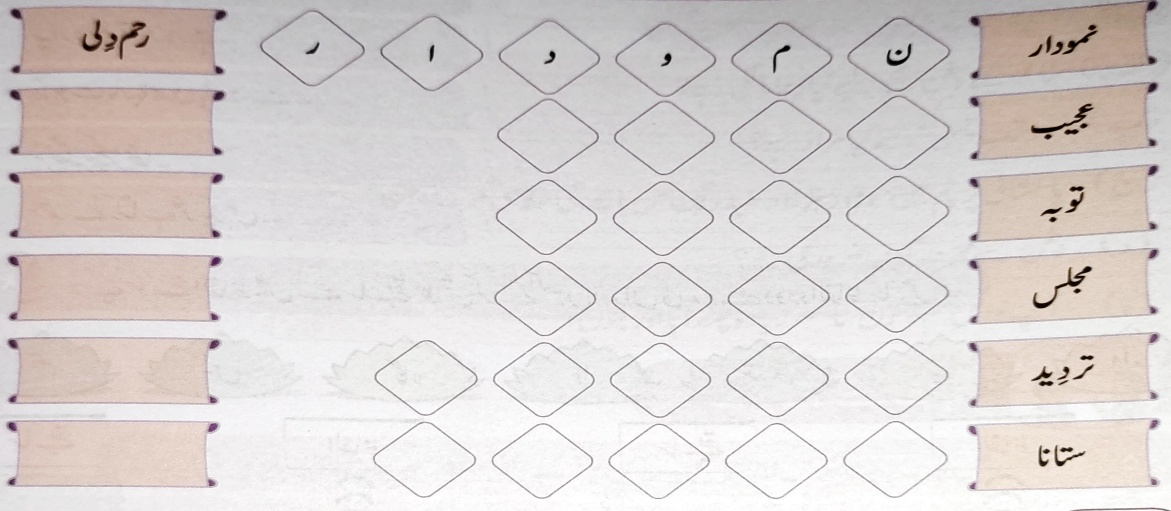 نمودار ن م و د ا ر رحم دِلی
عجیب
توبہ
مجلس
تردِید
ستانا